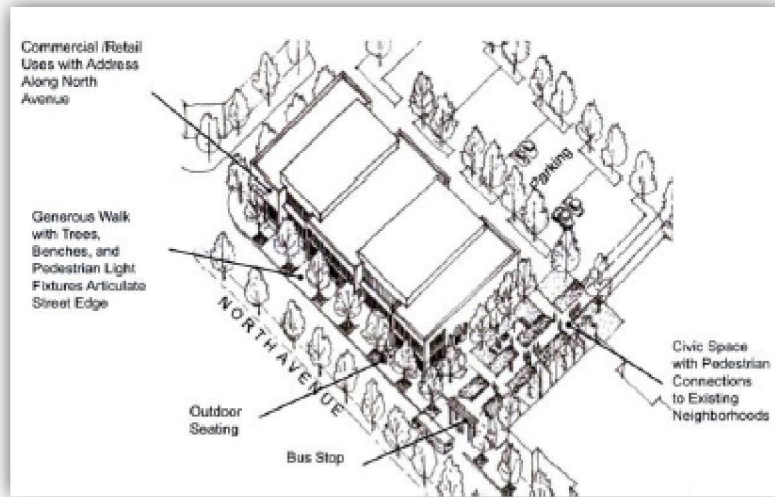 Commercial /Retail
Uses with Address
Along North
Avenue
Parking
Generous Walk
with Trees,
Benches, and
Pedestrian Light
Fixtures Articulate
Street Edge
NORTH AVENUE
Civic Space
with Pedestrian
Connections
to Existing
Neighborhoods
Outdoor
Seating
Bus Stop